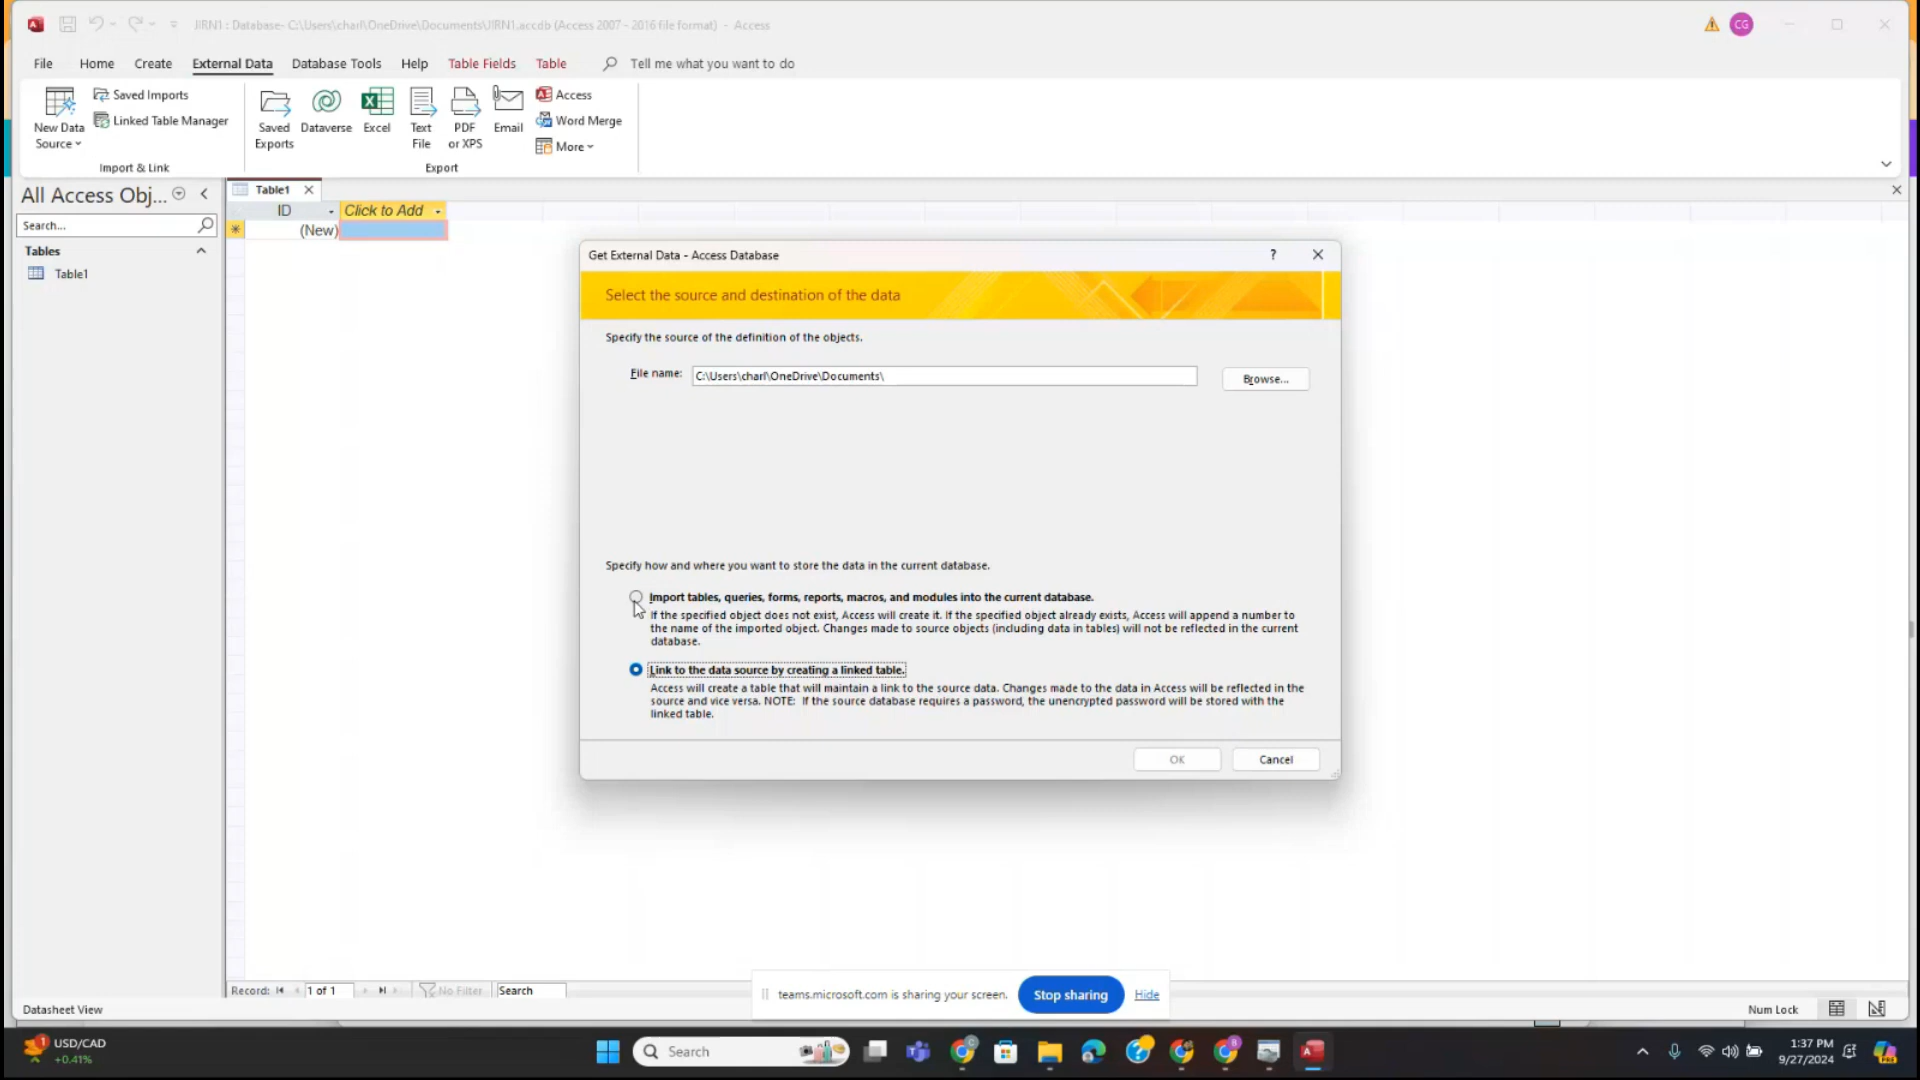 JIRN1 : Database- C:\Users\charl\OneDrive\Documents\JIRN1.accdb (Access 2007 - 2016 file format) - Access
CG
File Home Create External Data Database Tools Help Table Fields Table Tell me what you want to do
New Data Source
Saved Imports
Linked Table Manager
Import & Link
Saved Exports
Dataverse
Excel
Text File
PDF or XPS
Email
Access
Word Merge
More
Export
All Access Obj...
Search...
Tables
Table1
Table1
ID Click to Add
(New)
Get External Data - Access Database
?
Select the source and destination of the data
Specify the source of the definition of the objects.
File name: C:\Users\charl\OneDrive\Documents\ Browse...
Specify how and where you want to store the data in the current database.
Import tables, queries, forms, reports, macros, and modules into the current database.
If the specified object does not exist, Access will create it. If the specified object already exists, Access will append a number to
the name of the imported object. Changes made to source objects (including data in tables) will not be reflected in the current
database.
Link to the data source by creating a linked table.
Access will create a table that will maintain a link to the source data. Changes made to the data in Access will be reflected in the
source and vice versa. NOTE: If the source database requires a password, the unencrypted password will be stored with the
linked table.
OK Cancel
Record: 1 of 1 No Filter Search
teams.microsoft.com is sharing your screen. Stop sharing Hide
Datasheet View Num Lock
USD/CAD
+0.41%
Search
1:37 PM
9/27/2024